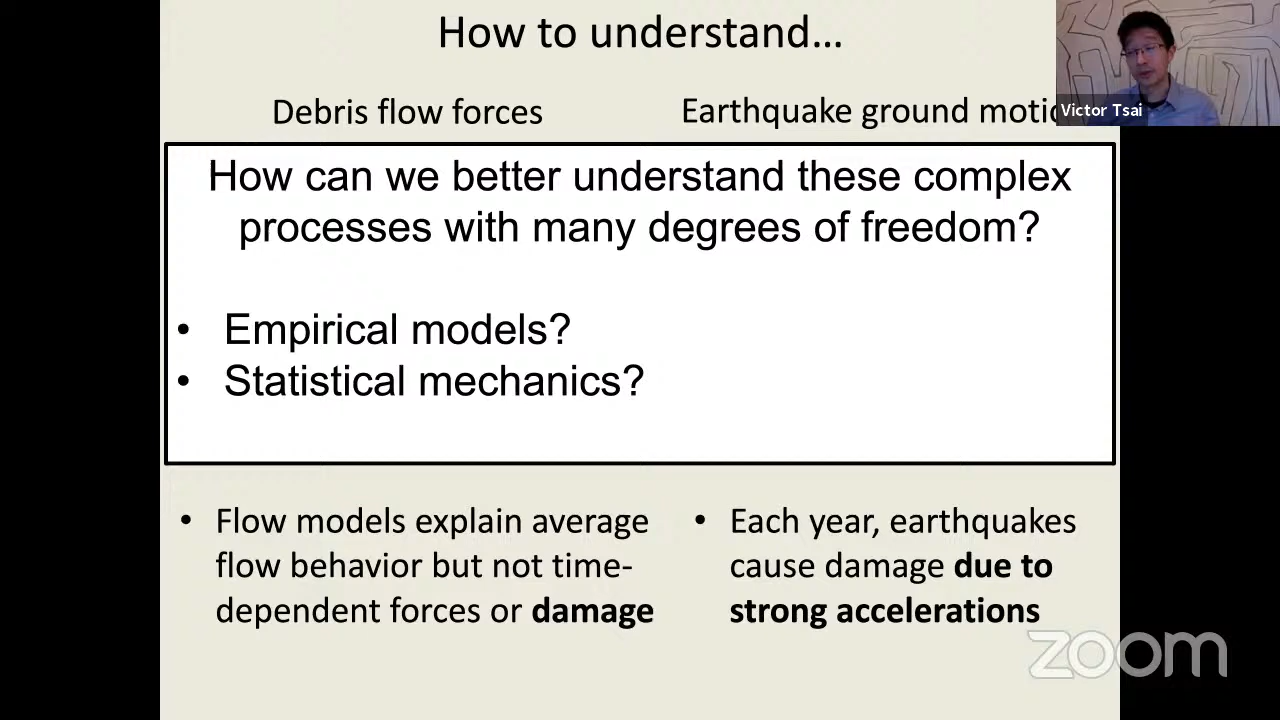 How to understand…
Debris flow forces
Earthquake ground motio
Victor Tsai
How can we better understand these complex
processes with many degrees of freedom?
• Empirical models?
• Statistical mechanics?
• Flow models explain average
flow behavior but not time-
dependent forces or damage
• Each year, earthquakes
cause damage due to
strong accelerations
zoom